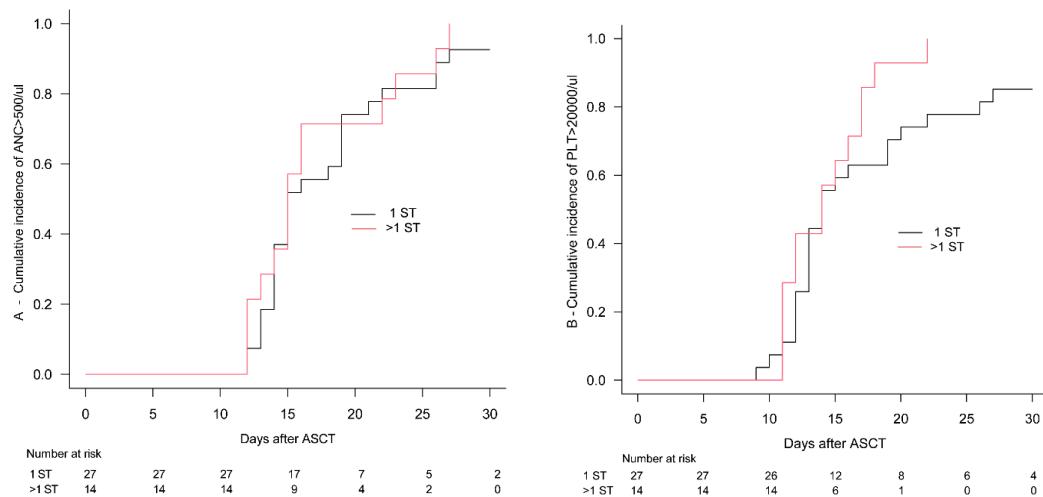 A - Cumulative incidence of ANC>500/ul
1.0
0.8
0.6
0.4
0.2
0.0
1 ST
>1 ST
0 5 10 15 20 25 30
Days after ASCT
Number at risk
1 ST 27 27 27 17 7 5 2
>1 ST 14 14 14 9 4 2 0
B - Cumulative incidence of PLT>20000/ul
1.0
0.8
0.6
0.4
0.2
0.0
1 ST
>1 ST
0 5 10 15 20 25 30
Days after ASCT
Number at risk
1 ST 27 27 26 12 8 6 4
>1 ST 14 14 14 6 1 0 0